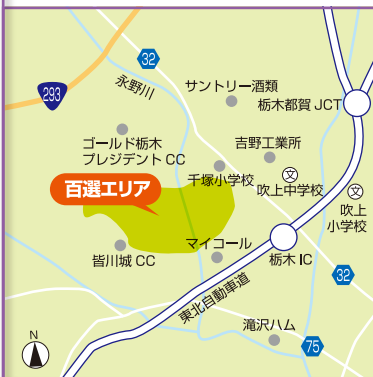 32
永野川
サントリー酒類
293
栃木都賀 JCT
ゴールド栃木
プレジデント CC
吉野工業所
千塚小学校
文
吹上中学校
百選エリア
文
吹上
小学校
マイコール
皆川城 CC
栃木 IC
32
東北自動車道
滝沢ハム
N
75